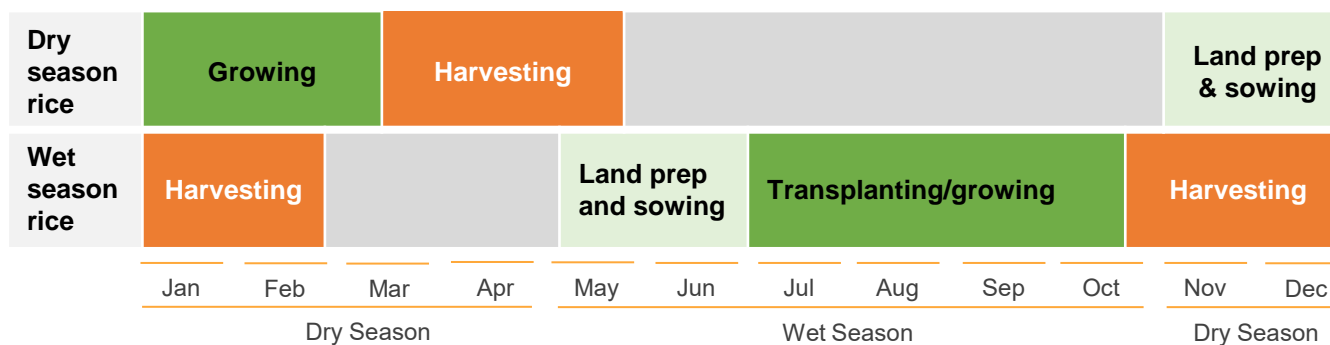 Dry
season
rice
Growing
Harvesting
Land prep
& sowing
Wet
season
rice
Harvesting
Land prep
and sowing
Transplanting/growing
Harvesting
Jan Feb Mar Apr May Jun Jul Aug Sep Oct Nov Dec
Dry Season Wet Season Dry Season